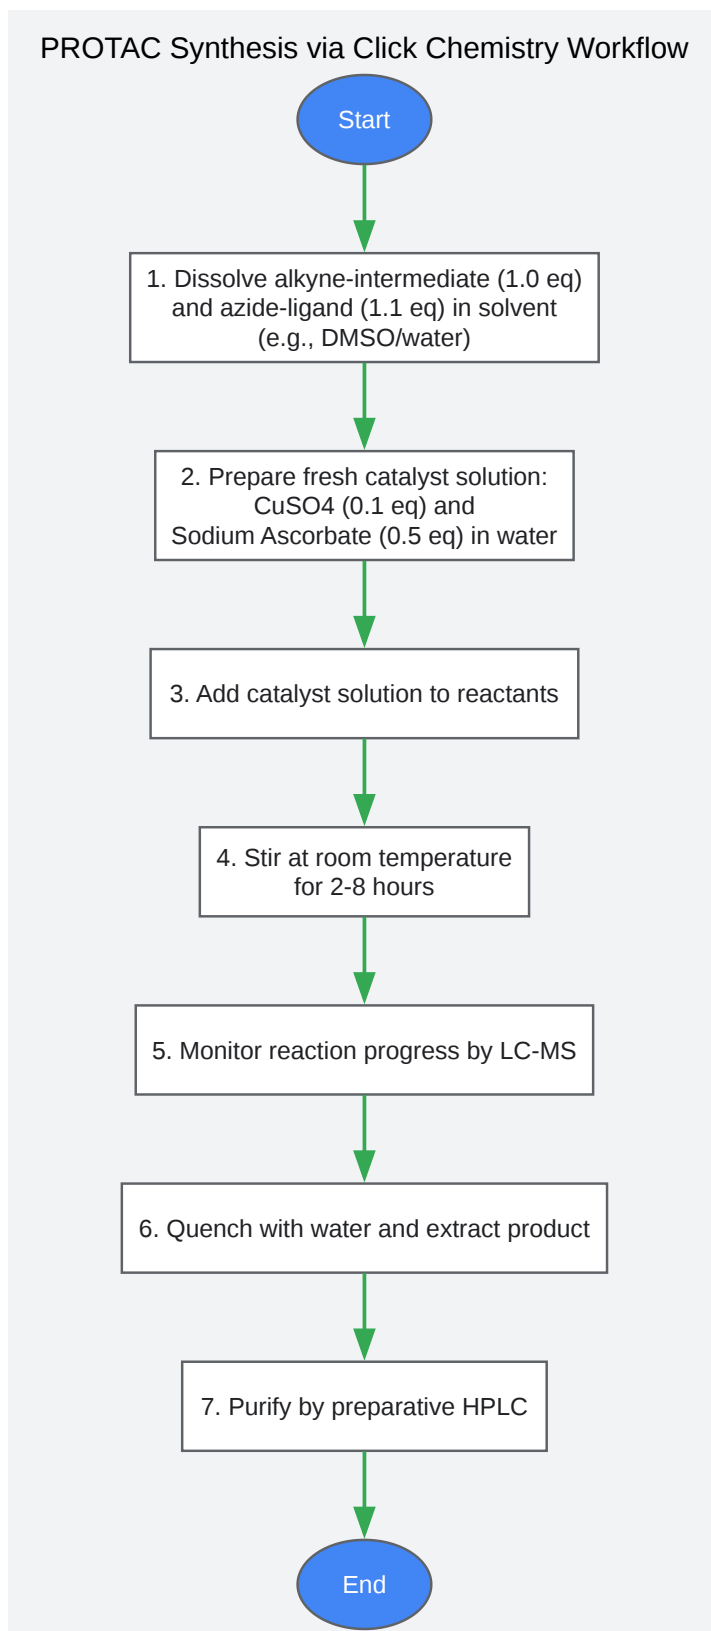 PROTAC Synthesis via Click Chemistry Workflow
Start
1. Dissolve alkyne-intermediate (1.0 eq)
and azide-ligand (1.1 eq) in solvent
(e.g., DMSO/water)
2. Prepare fresh catalyst solution:
CuSO4 (0.1 eq) and
Sodium Ascorbate (0.5 eq) in water
3. Add catalyst solution to reactants
4. Stir at room temperature
for 2-8 hours
5. Monitor reaction progress by LC-MS
6. Quench with water and extract product
7. Purify by preparative HPLC
End